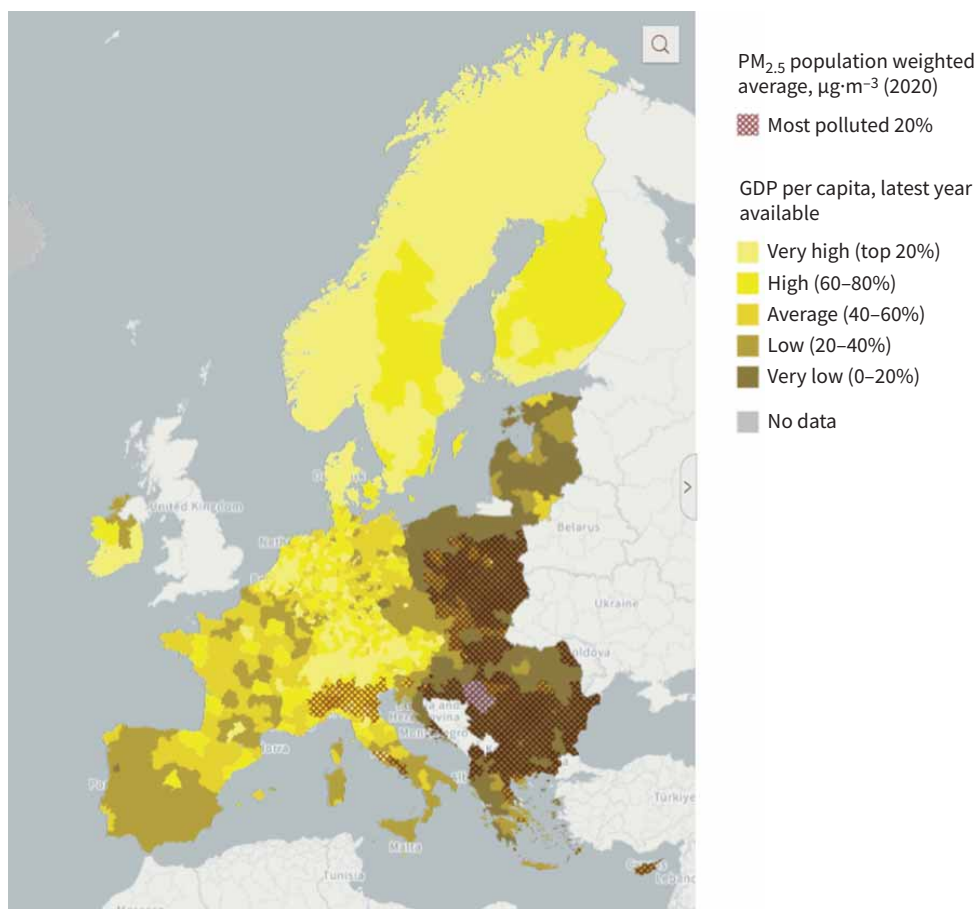 PM2.5 population weighted
average, µg·m–3 (2020)
Most polluted 20%
GDP per capita, latest year
available
Very high (top 20%)
High (60–80%)
Average (40–60%)
Low (20–40%)
Very low (0–20%)
No data
United Kingdom
Belarus
Ukraine
Türkiye
Malta
Tunisia